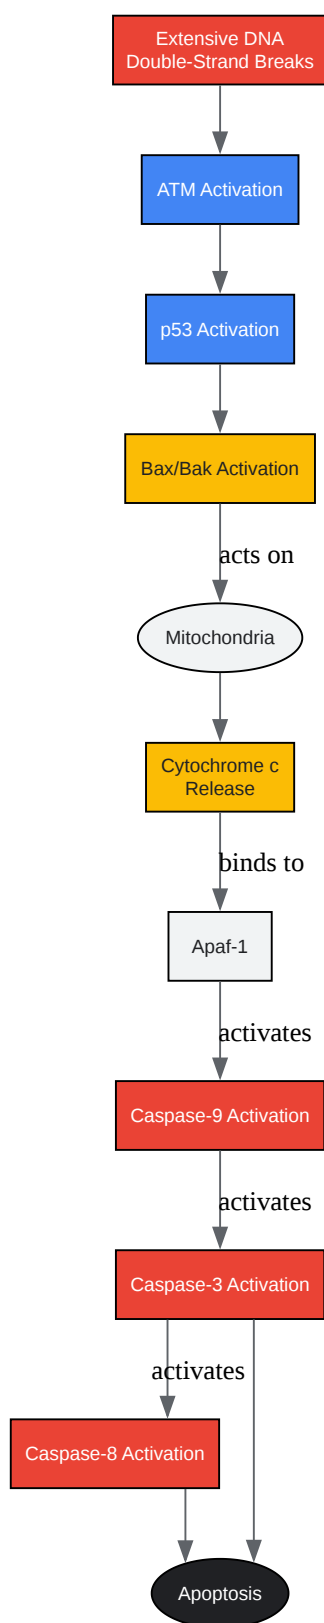 Extensive DNA
Double-Strand Breaks
ATM Activation
p53 Activation
Bax/Bak Activation
acts on
Mitochondria
Cytochrome c
Release
binds to
Apaf-1
activates
Caspase-9 Activation
activates
Caspase-3 Activation
activates
Caspase-8 Activation
Apoptosis